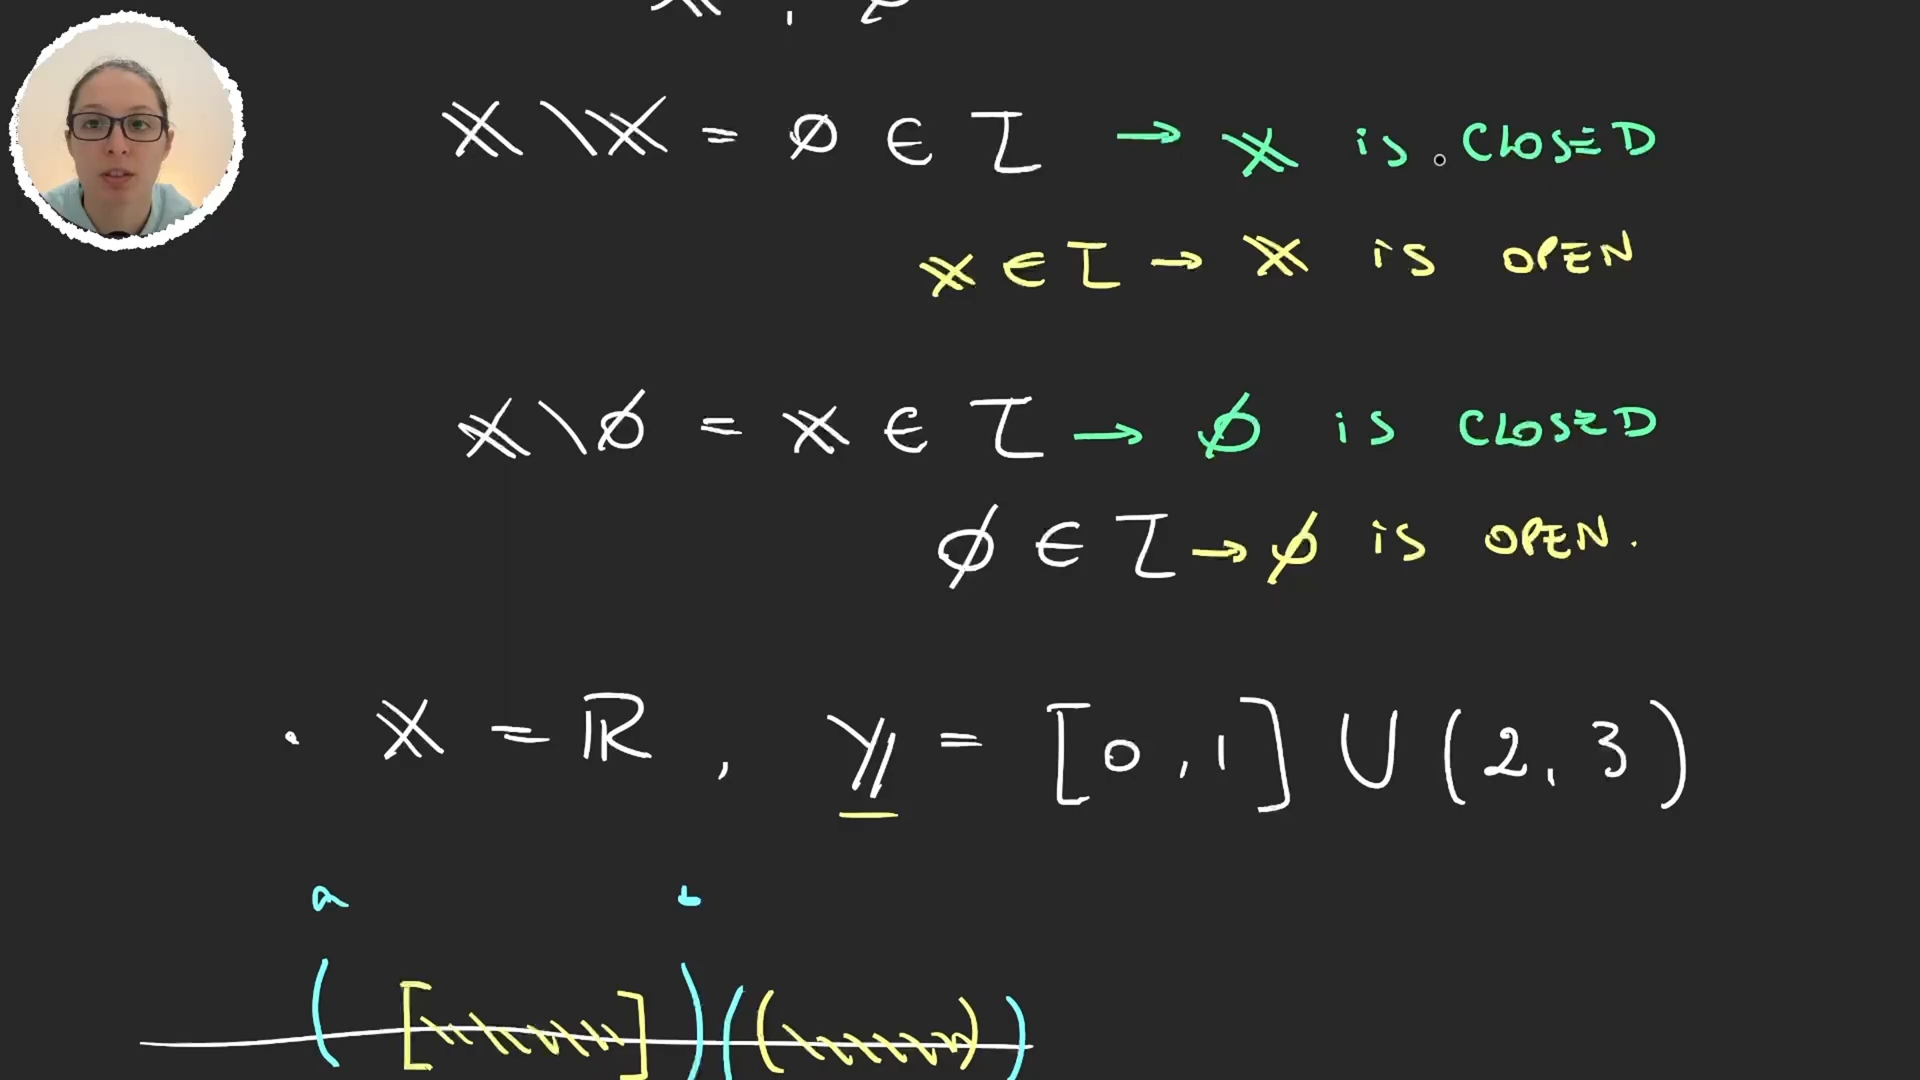 𝕏 \ 𝕏 = ∅ ∈ τ → 𝕏 is CLOSED
𝕏 ∈ τ → 𝕏 is OPEN
𝕏 \ ∅ = 𝕏 ∈ τ → ∅ is CLOSED
∅ ∈ τ → ∅ is OPEN.
· 𝕏 = ℝ , 𝕐 = [0,1] ∪ (2,3)
a b
( [ ] ) ( ( ) )